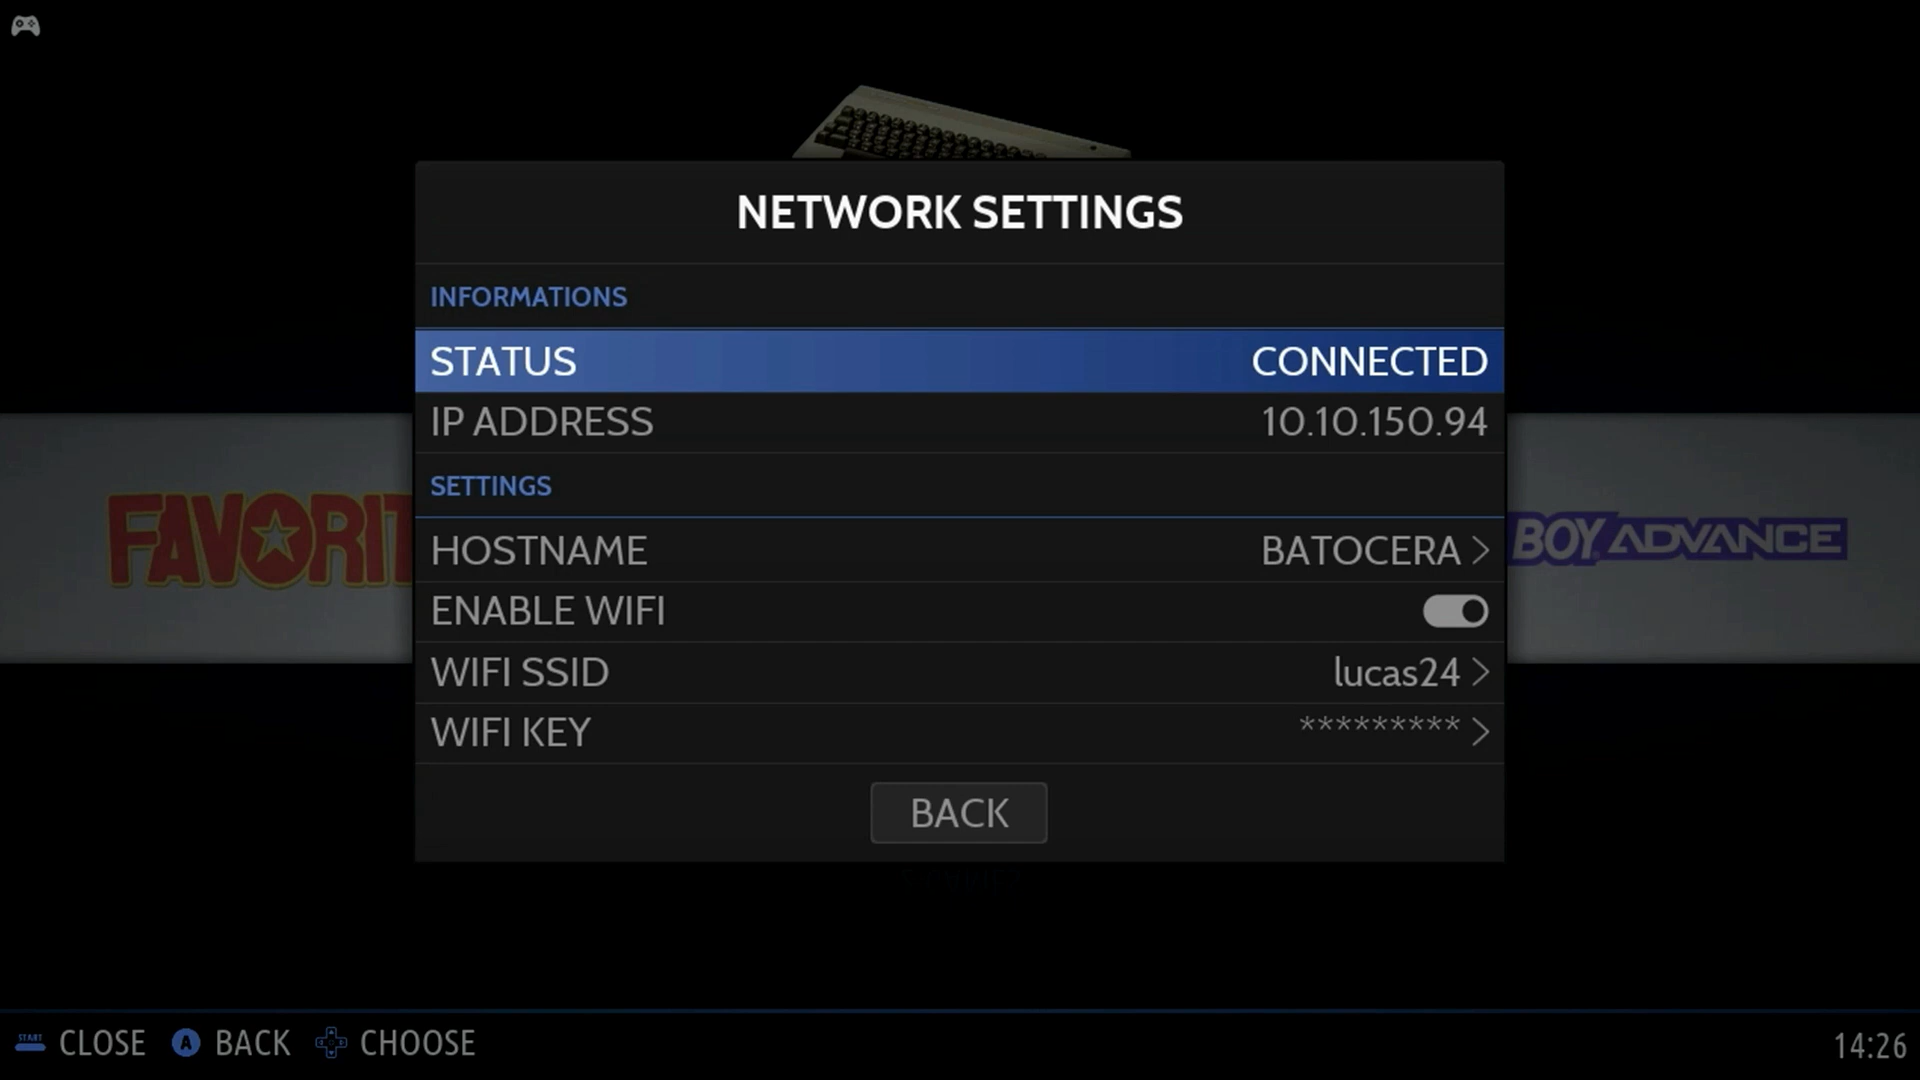 NETWORK SETTINGS
INFORMATIONS
STATUS CONNECTED
IP ADDRESS 10.10.150.94
SETTINGS
FAVORIT
BOY ADVANCE
HOSTNAME BATOCERA
ENABLE WIFI
WIFI SSID lucas24
WIFI KEY *********
BACK
START CLOSE A BACK CHOOSE 14:26